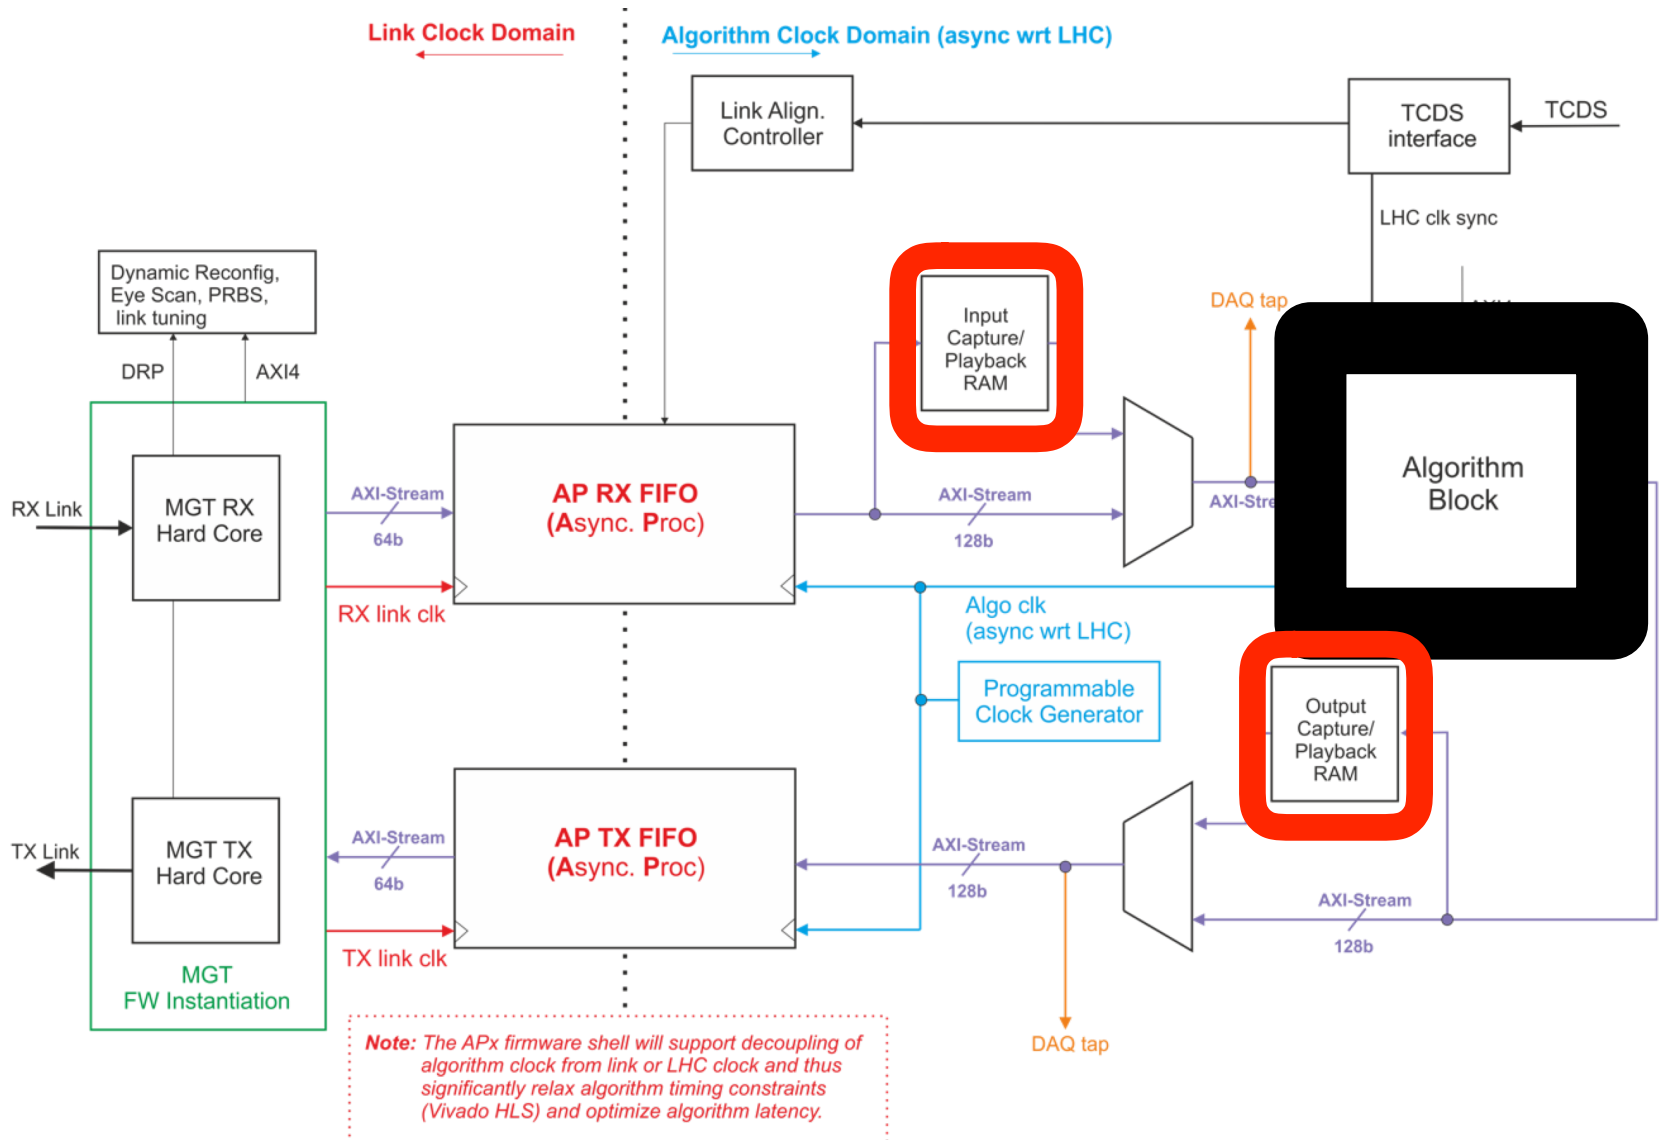 Link Clock Domain
Algorithm Clock Domain (async wrt LHC)
Link Align.
Controller
TCDS
interface
TCDS
LHC clk sync
Dynamic Reconfig,
Eye Scan, PRBS,
link tuning
DRP
AXI4
Input
Capture/
Playback
RAM
DAQ tap
RX Link
MGT RX
Hard Core
AXI-Stream
64b
AP RX FIFO
(Async. Proc)
AXI-Stream
128b
AXI-Stre
Algorithm
Block
RX link clk
Algo clk
(async wrt LHC)
Programmable
Clock Generator
Output
Capture/
Playback
RAM
TX Link
MGT TX
Hard Core
AXI-Stream
64b
AP TX FIFO
(Async. Proc)
AXI-Stream
128b
AXI-Stream
128b
TX link clk
MGT
FW Instantiation
DAQ tap
Note: The APx firmware shell will support decoupling of
algorithm clock from link or LHC clock and thus
significantly relax algorithm timing constraints
(Vivado HLS) and optimize algorithm latency.